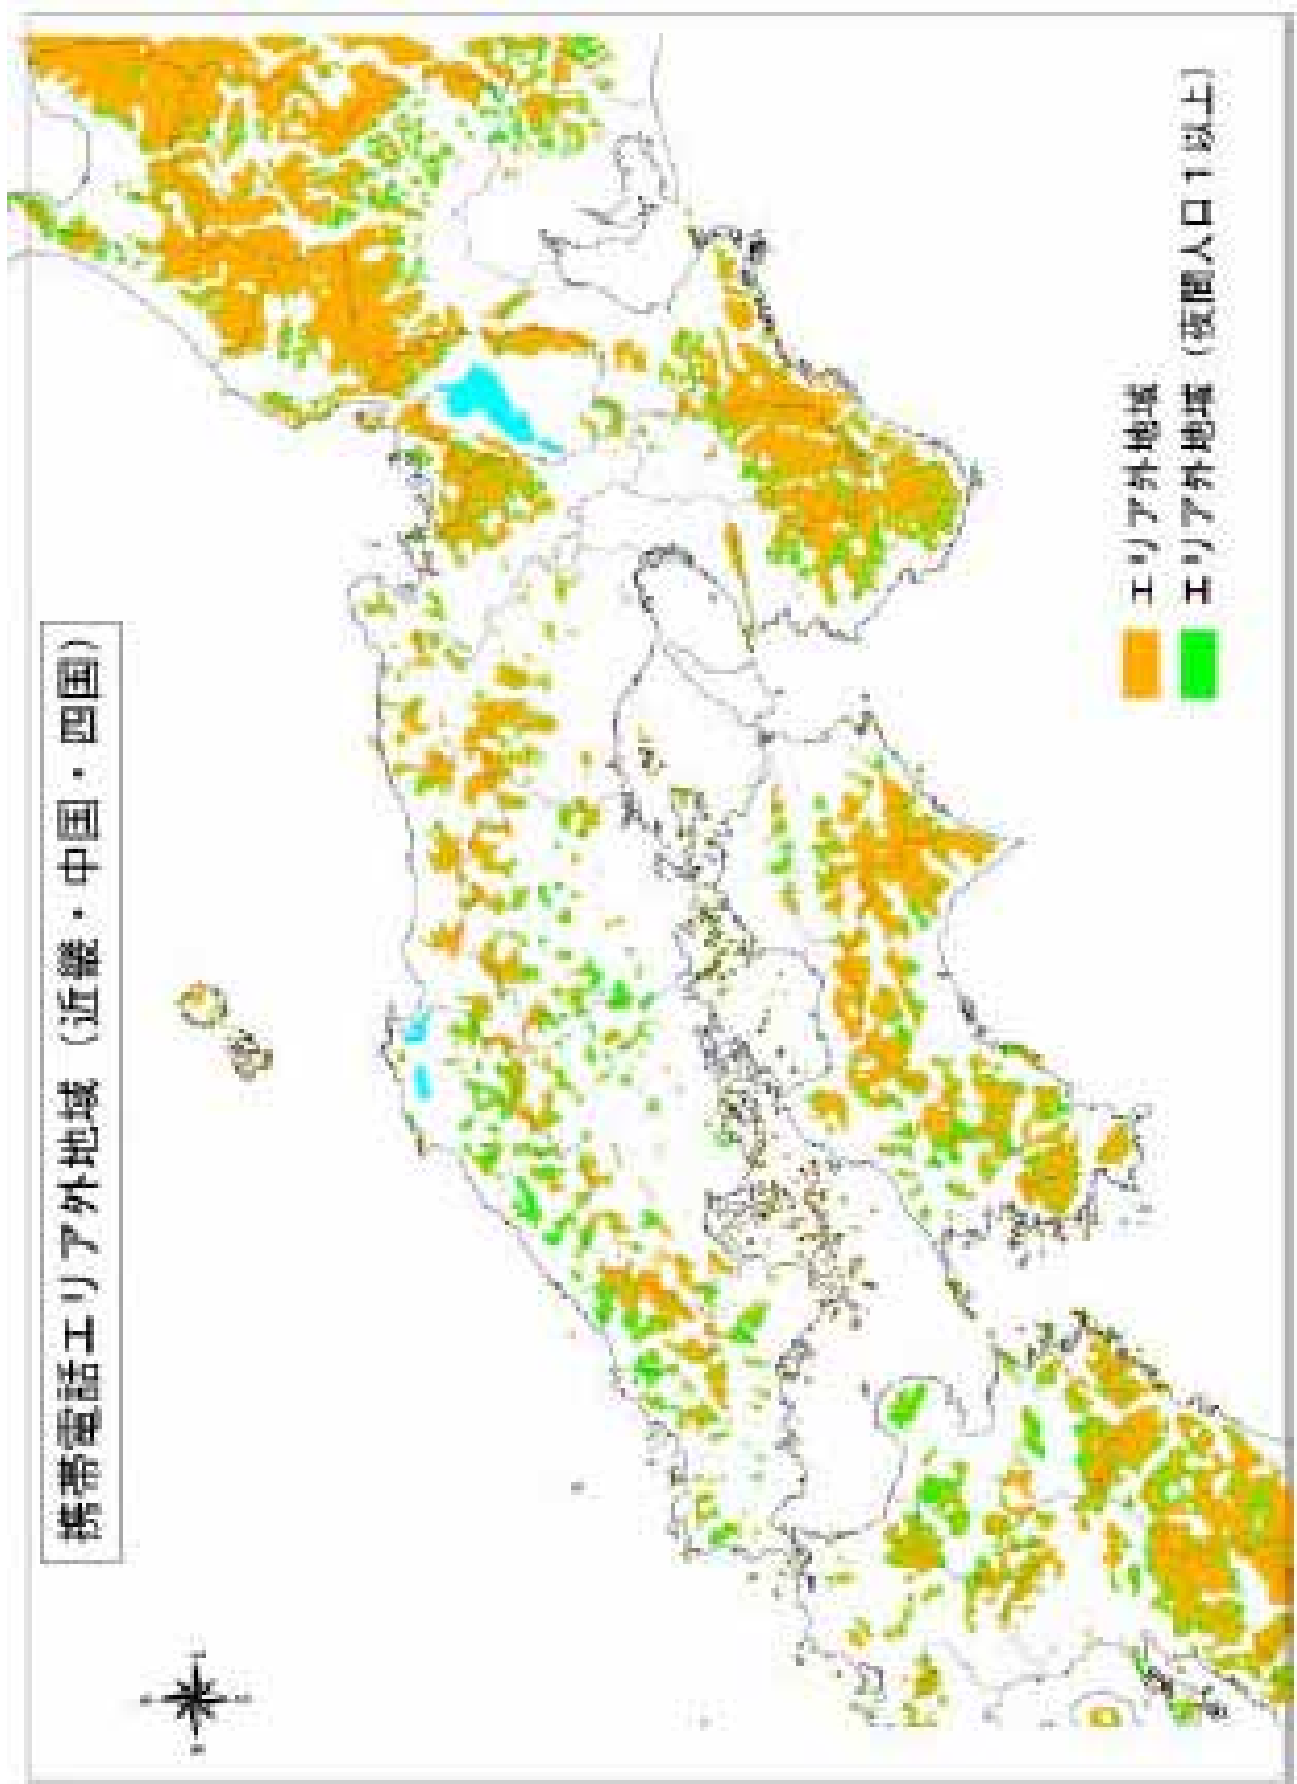 携帯電話エリア外地域（近畿・中国・四国）
エリア外地域
エリア外地域（夜間人口1以上）